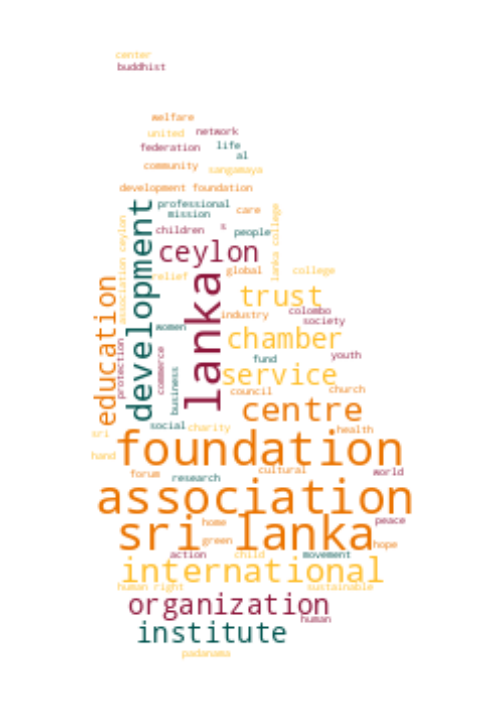 center
buddhist
welfare
united network
federation life
al
community sangamaya
development foundation
professional
mission care
children s people
association ceylon
lanka college
ceylon
development
relief global college
lanka
education
trust
industry colombo
society
women
chamber
protection
commerce
fund youth
service
business
council church
centre
social charity health
sri
foundation
hand
forum cultural world
research
association
sri lanka
home peace
green hope
action child movement
international
human right sustainable
organization
human
institute
padanama